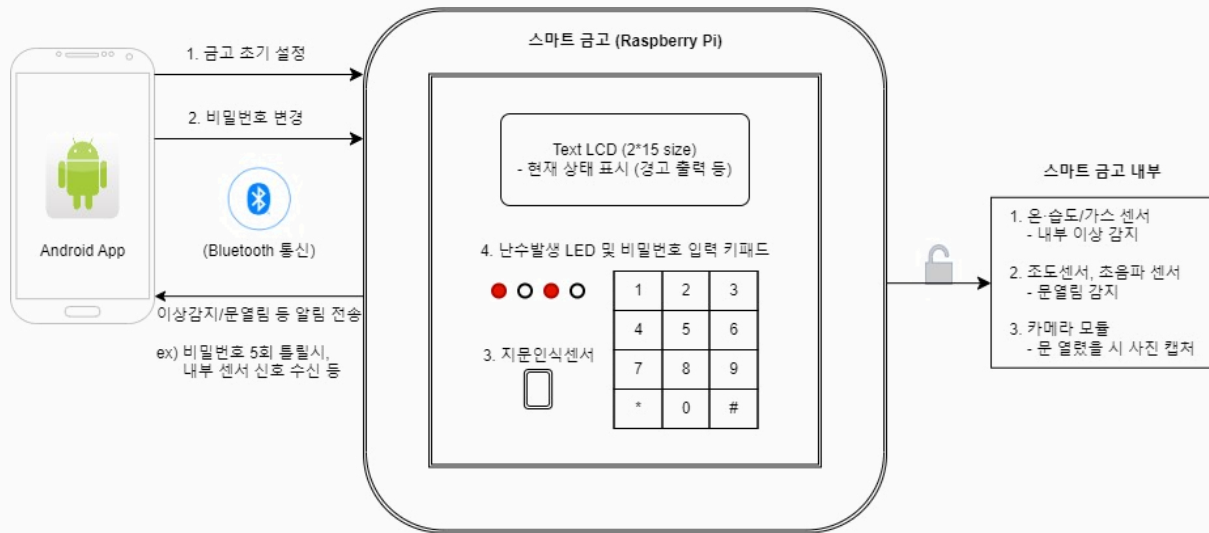 스마트 금고 (Raspberry Pi)
1. 금고 초기 설정
2. 비밀번호 변경
Android App
(Bluetooth 통신)
이상감지/문열림 등 알림 전송
ex) 비밀번호 5회 틀릴시,
내부 센서 신호 수신 등
Text LCD (2*15 size)
- 현재 상태 표시 (경고 출력 등)
4. 난수발생 LED 및 비밀번호 입력 키패드
1 2 3
4 5 6
7 8 9
* 0 #
3. 지문인식센서
스마트 금고 내부
1. 온·습도/가스 센서
- 내부 이상 감지
2. 조도센서, 초음파 센서
- 문열림 감지
3. 카메라 모듈
- 문 열렸을 시 사진 캡처